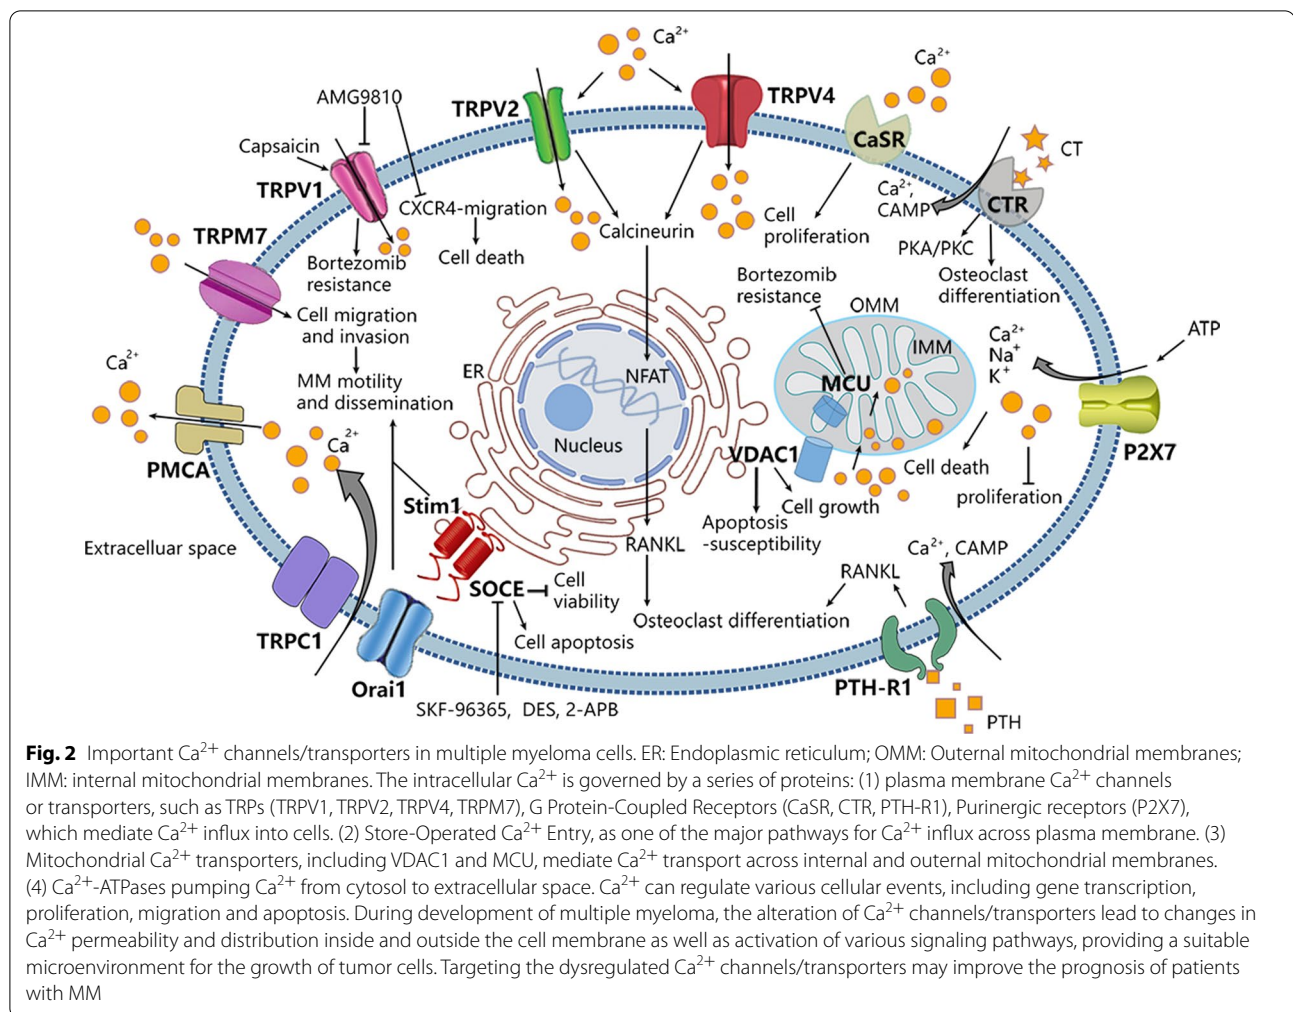 Ca²⁺
Ca²⁺
AMG9810
TRPV2
TRPV4
CaSR
CT
Capsaicin
TRPV1
Ca²⁺,
CAMP
CTR
CXCR4-migration
Cell
proliferation
TRPM7
Calcineurin
PKA/PKC
Cell death
Bortezomib
resistance
Osteoclast
differentiation
Bortezomib
resistance
OMM
Cell migration
and invasion
IMM
Ca²⁺
Na⁺
K⁺
ATP
Ca²⁺
ER
NFAT
MCU
MM motility
and dissemination
Nucleus
Ca²⁺
VDAC1
P2X7
PMCA
Cell death
proliferation
Stim1
Cell growth
Apoptosis
-susceptibility
Extracelluar space
RANKL
Ca²⁺, CAMP
RANKL
SOCE
Cell
viability
Osteoclast differentiation
TRPC1
Cell apoptosis
Orai1
PTH-R1
SKF-96365, DES, 2-APB
PTH
Fig. 2 Important Ca²⁺ channels/transporters in multiple myeloma cells. ER: Endoplasmic reticulum; OMM: Outernal mitochondrial membranes;
IMM: internal mitochondrial membranes. The intracellular Ca²⁺ is governed by a series of proteins: (1) plasma membrane Ca²⁺ channels
or transporters, such as TRPs (TRPV1, TRPV2, TRPV4, TRPM7), G Protein-Coupled Receptors (CaSR, CTR, PTH-R1), Purinergic receptors (P2X7),
which mediate Ca²⁺ influx into cells. (2) Store-Operated Ca²⁺ Entry, as one of the major pathways for Ca²⁺ influx across plasma membrane. (3)
Mitochondrial Ca²⁺ transporters, including VDAC1 and MCU, mediate Ca²⁺ transport across internal and outernal mitochondrial membranes.
(4) Ca²⁺-ATPases pumping Ca²⁺ from cytosol to extracellular space. Ca²⁺ can regulate various cellular events, including gene transcription,
proliferation, migration and apoptosis. During development of multiple myeloma, the alteration of Ca²⁺ channels/transporters lead to changes in
Ca²⁺ permeability and distribution inside and outside the cell membrane as well as activation of various signaling pathways, providing a suitable
microenvironment for the growth of tumor cells. Targeting the dysregulated Ca²⁺ channels/transporters may improve the prognosis of patients
with MM